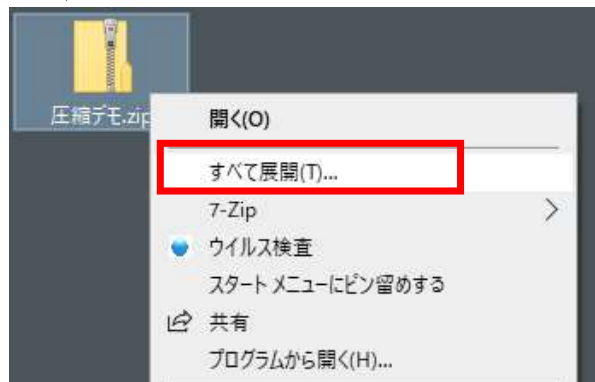 圧縮デモ.zip
開く(O)
すべて展開(T)...
7-Zip
ウイルス検査
スタート メニューにピン留めする
共有
プログラムから開く(H)...